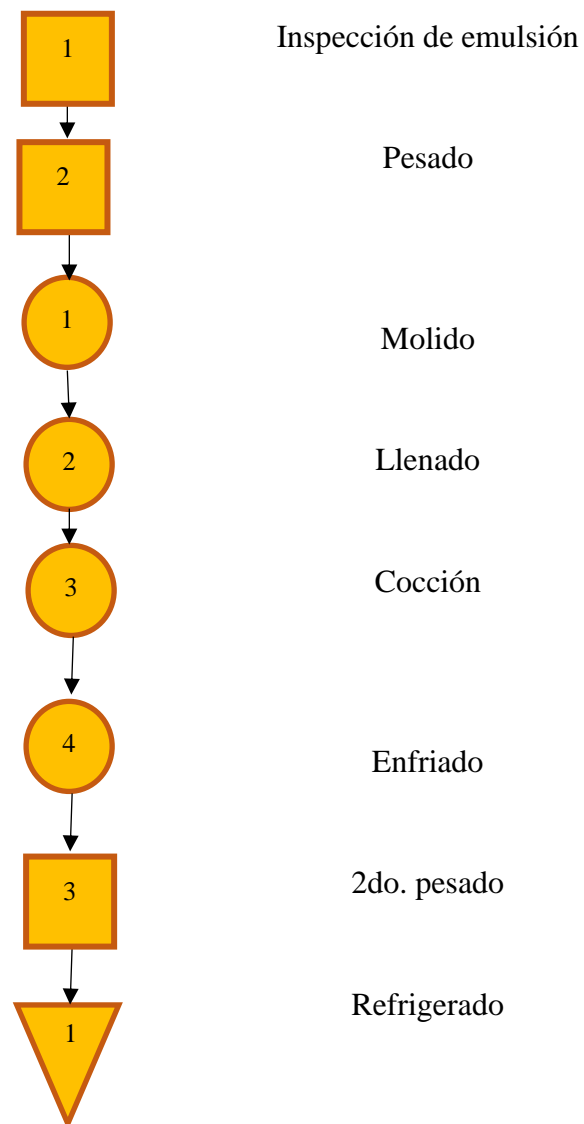 1 Inspección de emulsión
2 Pesado
1 Molido
2 Llenado
3 Cocción
4 Enfriado
3 2do. pesado
1 Refrigerado